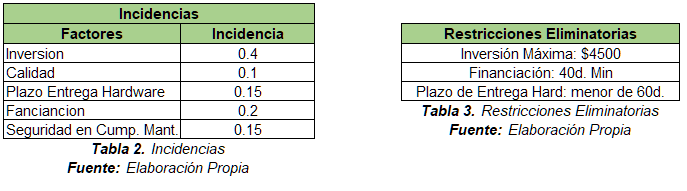 Incidencias
Factores Incidencia
Inversion 0.4
Calidad 0.1
Plazo Entrega Hardware 0.15
Fanciancion 0.2
Seguridad en Cump. Mant. 0.15
Tabla 2. Incidencias
Fuente: Elaboración Propia
Restricciones Eliminatorias
Inversión Máxima: $4500
Financiación: 40d. Min
Plazo de Entrega Hard: menor de 60d.
Tabla 3. Restricciones Eliminatorias
Fuente: Elaboración Propia